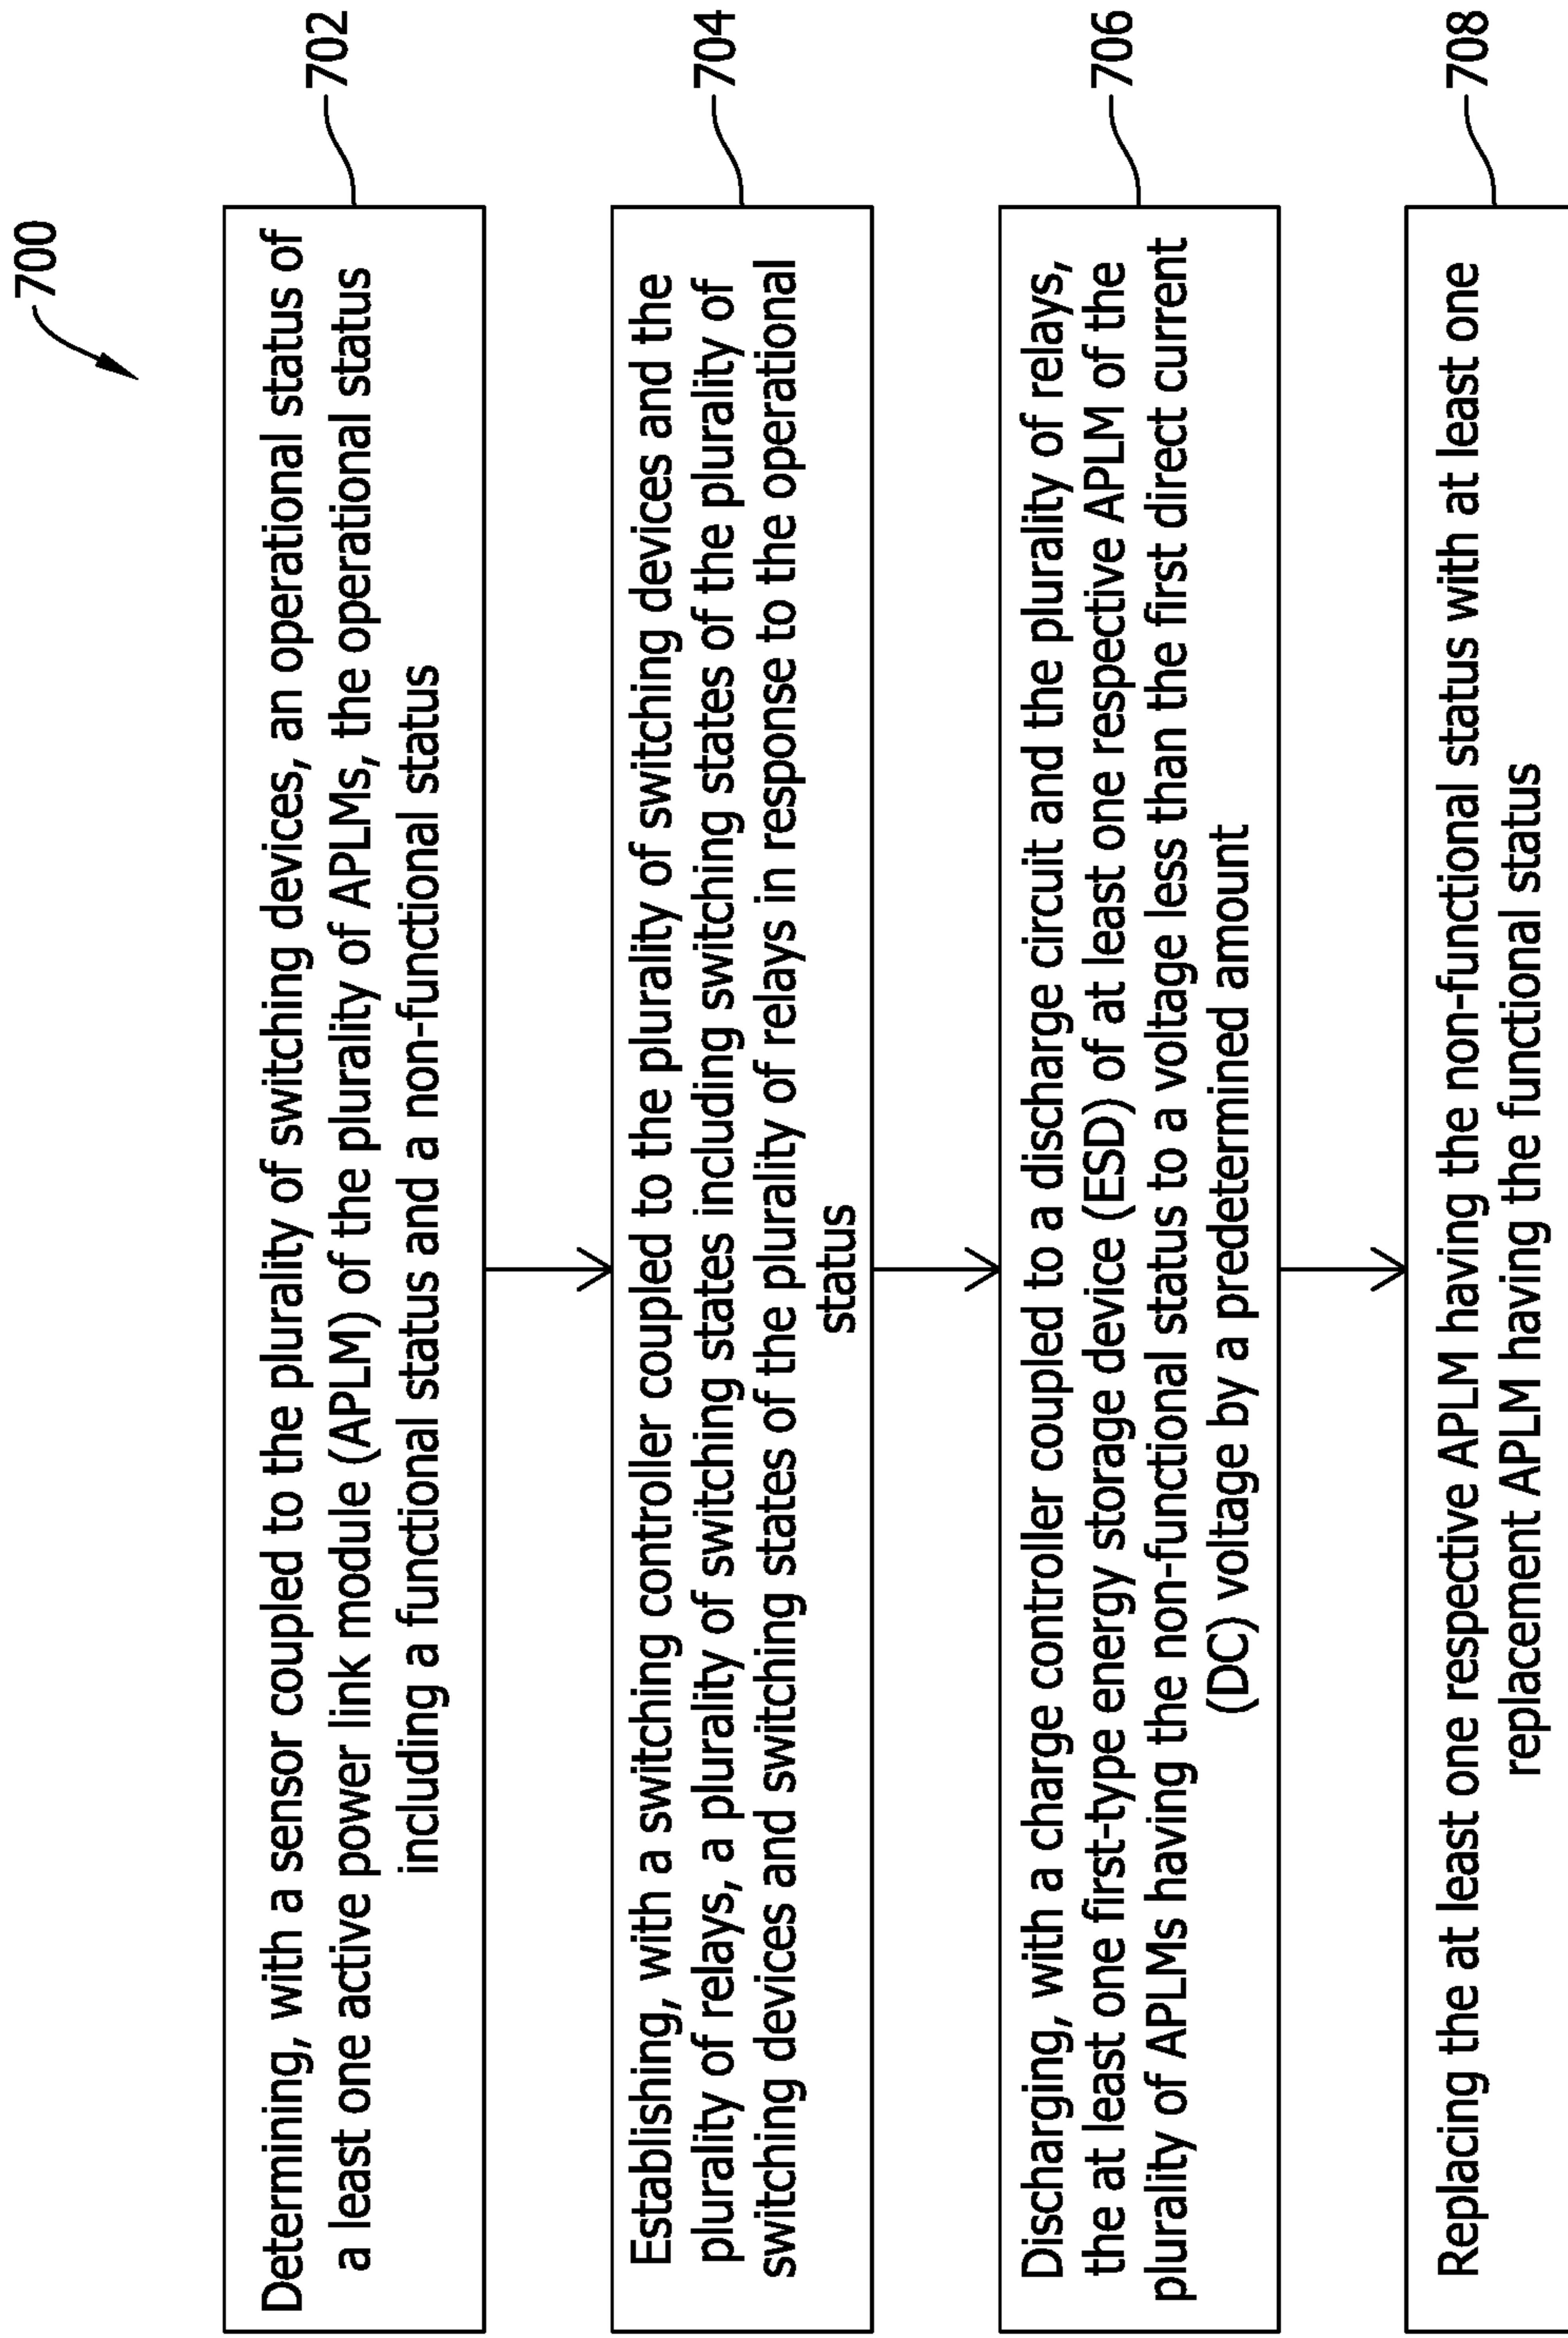 700
Determining, with a sensor coupled to the plurality of switching devices, an operational status of
a least one active power link module (APLM) of the plurality of APLMs, the operational status
including a functional status and a non-functional status
702
Establishing, with a switching controller coupled to the plurality of switching devices and the
plurality of relays, a plurality of switching states including switching states of the plurality of
switching devices and switching states of the plurality of relays in response to the operational
status
704
Discharging, with a charge controller coupled to a discharge circuit and the plurality of relays,
the at least one first-type energy storage device (ESD) of at least one respective APLM of the
plurality of APLMs having the non-functional status to a voltage less than the first direct current
(DC) voltage by a predetermined amount
706
Replacing the at least one respective APLM having the non-functional status with at least one
replacement APLM having the functional status
708